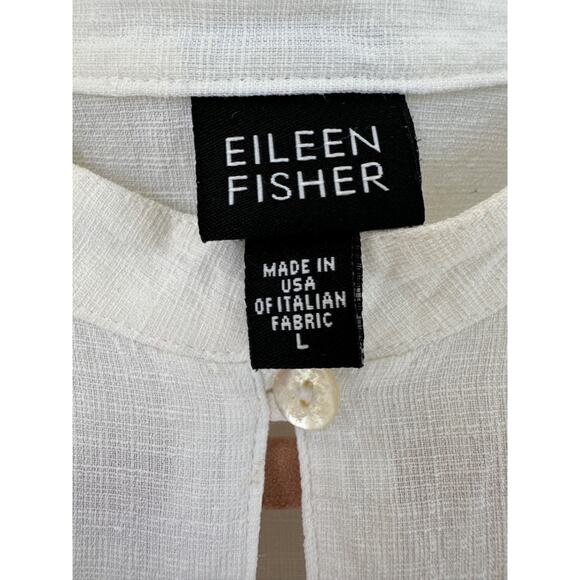 EILEEN
FISHER
MADE IN
USA
OF ITALIAN
FABRIC
L